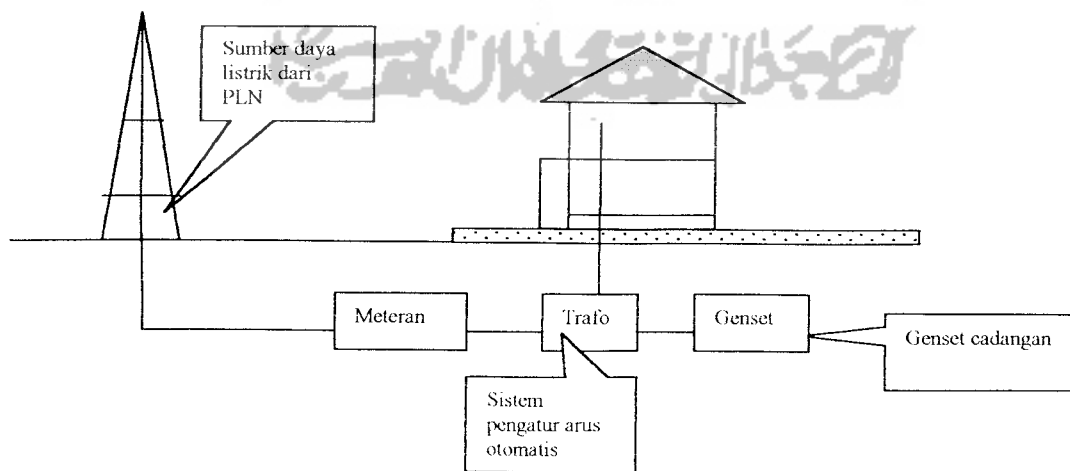 Sumber daya
listrik dari
PLN
Meteran
Trafo
Genset
Genset cadangan
Sistem
pengatur arus
otomatis